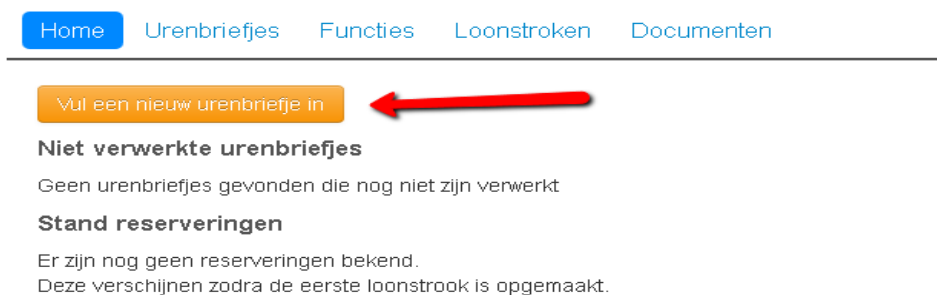 Home Urenbriefjes Functies Loonstroken Documenten
Vul een nieuw urenbriefje in
Niet verwerkte urenbriefjes
Geen urenbriefjes gevonden die nog niet zijn verwerkt
Stand reserveringen
Er zijn nog geen reserveringen bekend.
Deze verschijnen zodra de eerste loonstrook is opgemaakt.